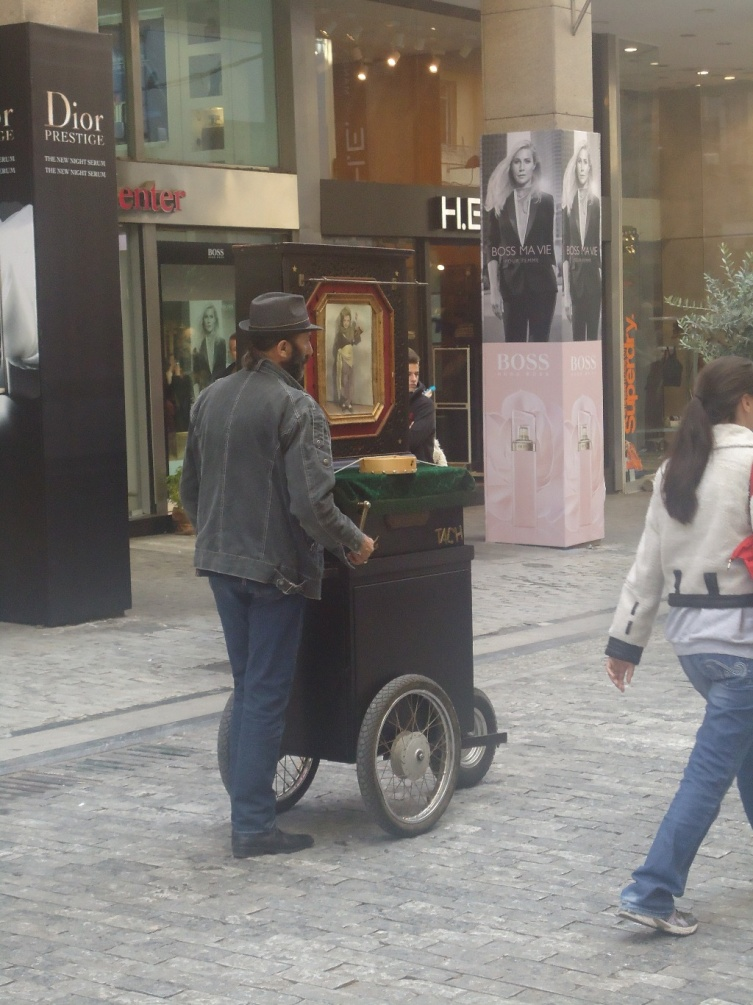 Dior
PRESTIGE
THE NEW NIGHT SERUM
THE NEW NIGHT SERUM
enter
BOSS
H.E
BOSS MA VIE
BOSS MA VIE
BOSS
BOSS
superdry.